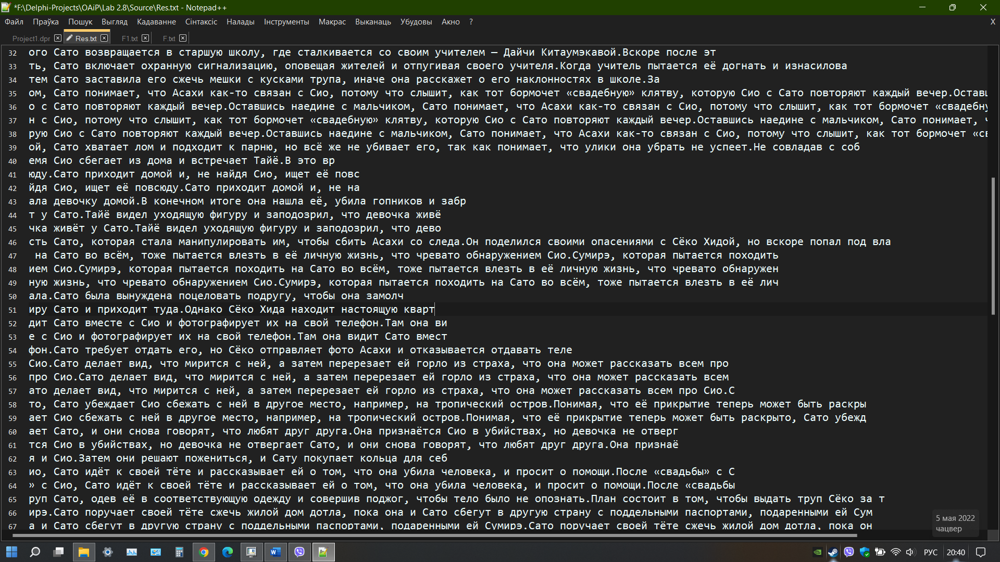 *F:\Delphi-Projects\OAiP\Lab 2.8\Source\Res.txt - Notepad++
Файл Праўка Пошук Выгляд Кадаванне Сінтаксіс Налады Інструменты Макрас Выканаць Убудовы Акно ? X
Project1.dpr Res.txt F1.txt F.txt
32 ого Сато возвращается в старшую школу, где сталкивается со своим учителем — Дайчи Китаумэкавой.Вскоре после эт
33 ть, Сато включает охранную сигнализацию, оповещая жителей и отпугивая своего учителя.Когда учитель пытается её догнать и изнасилова
34 тем Сато заставила его сжечь мешки с кусками трупа, иначе она расскажет о его наклонностях в школе.За
35 ом, Сато понимает, что Асахи как-то связан с Сио, потому что слышит, как тот бормочет «свадебную» клятву, которую Сио с Сато повторяют каждый вечер.Оставш
36 о с Сато повторяют каждый вечер.Оставшись наедине с мальчиком, Сато понимает, что Асахи как-то связан с Сио, потому что слышит, как тот бормочет «свадебну
37 н с Сио, потому что слышит, как тот бормочет «свадебную» клятву, которую Сио с Сато повторяют каждый вечер.Оставшись наедине с мальчиком, Сато понимает, ч
38 рую Сио с Сато повторяют каждый вечер.Оставшись наедине с мальчиком, Сато понимает, что Асахи как-то связан с Сио, потому что слышит, как тот бормочет «св
39 ой, Сато хватает лом и подходит к парню, но всё же не убивает его, так как понимает, что улики она убрать не успеет.Не совладав с соб
40 емя Сио сбегает из дома и встречает Тайё.В это вр
41 юду.Сато приходит домой и, не найдя Сио, ищет её повс
42 йдя Сио, ищет её повсюду.Сато приходит домой и, не на
43 ала девочку домой.В конечном итоге она нашла её, убила гопников и забр
44 т у Сато.Тайё видел уходящую фигуру и заподозрил, что девочка живё
45 чка живёт у Сато.Тайё видел уходящую фигуру и заподозрил, что дево
46 сть Сато, которая стала манипулировать им, чтобы сбить Асахи со следа.Он поделился своими опасениями с Сёко Хидой, но вскоре попал под вла
47 на Сато во всём, тоже пытается влезть в её личную жизнь, что чревато обнаружением Сио.Сумирэ, которая пытается походить
48 ием Сио.Сумирэ, которая пытается походить на Сато во всём, тоже пытается влезть в её личную жизнь, что чревато обнаружен
49 ную жизнь, что чревато обнаружением Сио.Сумирэ, которая пытается походить на Сато во всём, тоже пытается влезть в её лич
50 ала.Сато была вынуждена поцеловать подругу, чтобы она замолч
51 иру Сато и приходит туда.Однако Сёко Хида находит настоящую кварт
52 дит Сато вместе с Сио и фотографирует их на свой телефон.Там она ви
53 е с Сио и фотографирует их на свой телефон.Там она видит Сато вмест
54 фон.Сато требует отдать его, но Сёко отправляет фото Асахи и отказывается отдавать теле
55 Сио.Сато делает вид, что мирится с ней, а затем перерезает ей горло из страха, что она может рассказать всем про
56 про Сио.Сато делает вид, что мирится с ней, а затем перерезает ей горло из страха, что она может рассказать всем
57 ато делает вид, что мирится с ней, а затем перерезает ей горло из страха, что она может рассказать всем про Сио.С
58 то, Сато убеждает Сио сбежать с ней в другое место, например, на тропический остров.Понимая, что её прикрытие теперь может быть раскры
59 ает Сио сбежать с ней в другое место, например, на тропический остров.Понимая, что её прикрытие теперь может быть раскрыто, Сато убежд
60 ает Сато, и они снова говорят, что любят друг друга.Она признаётся Сио в убийствах, но девочка не отверг
61 тся Сио в убийствах, но девочка не отвергает Сато, и они снова говорят, что любят друг друга.Она признаё
62 я и Сио.Затем они решают пожениться, и Сату покупает кольца для себ
63 ио, Сато идёт к своей тёте и рассказывает ей о том, что она убила человека, и просит о помощи.После «свадьбы» с С
64 » с Сио, Сато идёт к своей тёте и рассказывает ей о том, что она убила человека, и просит о помощи.После «свадьбы
65 руп Сато, одев её в соответствующую одежду и совершив поджог, чтобы тело было не опознать.План состоит в том, чтобы выдать труп Сёко за т
66 ирэ.Сато поручает своей тёте сжечь жилой дом дотла, пока она и Сато сбегут в другую страну с поддельными паспортами, подаренными ей Сум
67 а и Сато сбегут в другую страну с поддельными паспортами, подаренными ей Сумирэ.Сато поручает своей тёте сжечь жилой дом дотла, пока он
5 мая 2022
чацвер
РУС 20:40